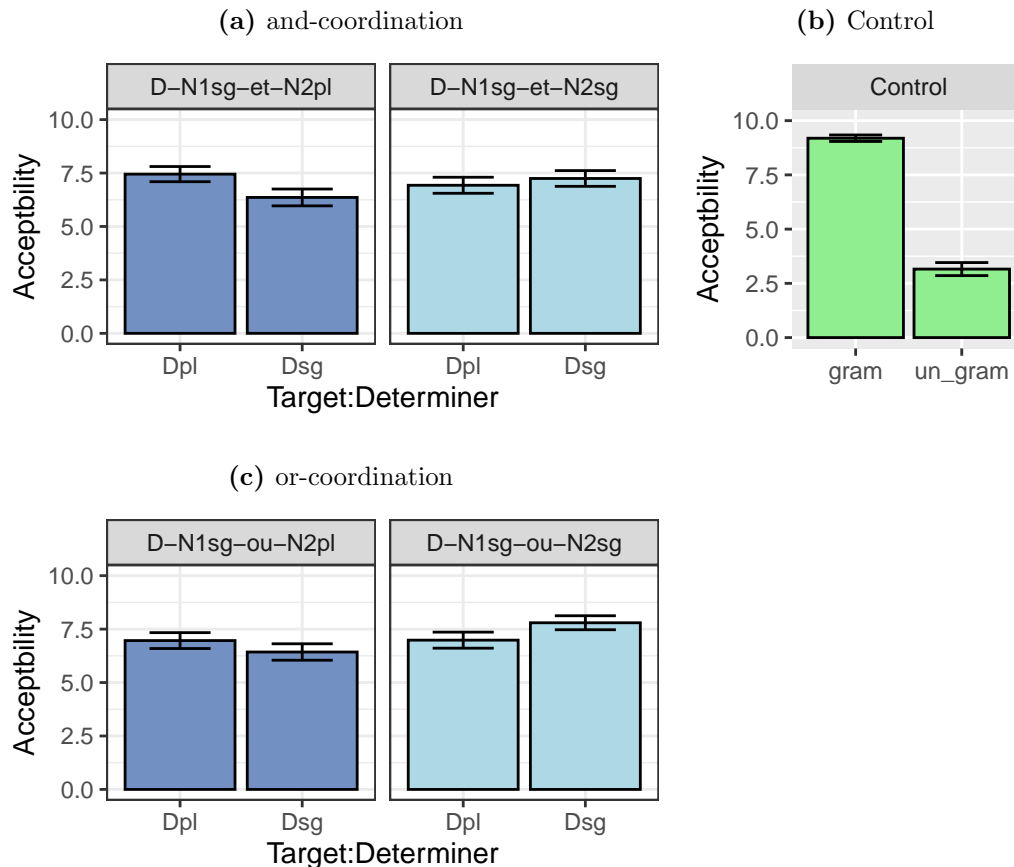 (a) and-coordination
D−N1sg−et−N2pl
D−N1sg−et−N2sg
10.0
7.5
5.0
2.5
0.0
Acceptbility
Dpl
Dsg
Dpl
Dsg
Target:Determiner
(b) Control
Control
10.0
7.5
5.0
2.5
0.0
Acceptbility
gram
un_gram
(c) or-coordination
D−N1sg−ou−N2pl
D−N1sg−ou−N2sg
10.0
7.5
5.0
2.5
0.0
Acceptbility
Dpl
Dsg
Dpl
Dsg
Target:Determiner